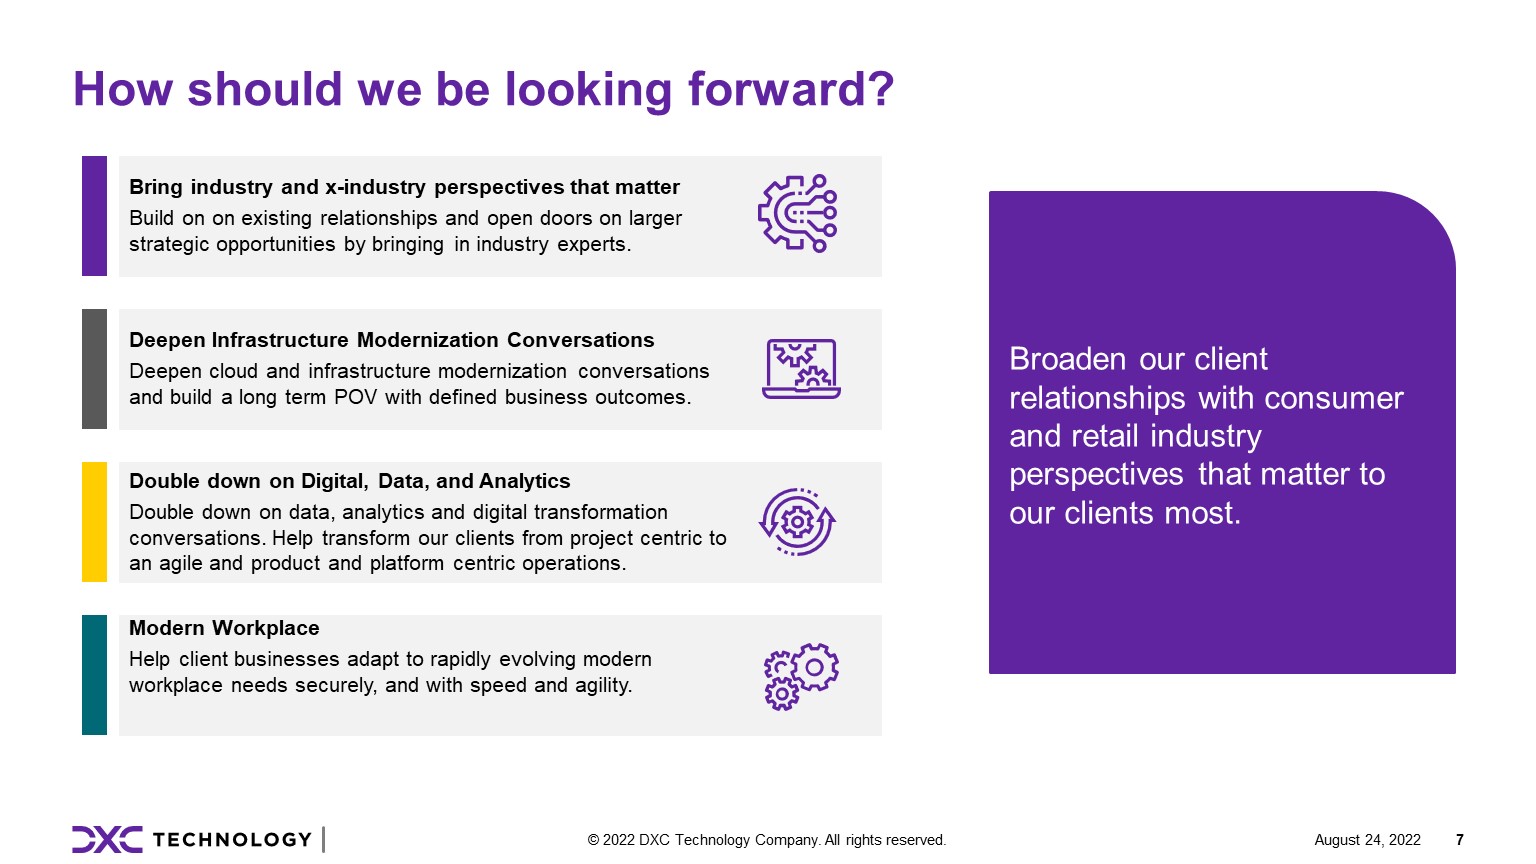 How should we be looking forward?
Bring industry and x-industry perspectives that matter
Build on on existing relationships and open doors on larger
strategic opportunities by bringing in industry experts.
Deepen Infrastructure Modernization Conversations
Deepen cloud and infrastructure modernization conversations
and build a long term POV with defined business outcomes.
Double down on Digital, Data, and Analytics
Double down on data, analytics and digital transformation
conversations. Help transform our clients from project centric to
an agile and product and platform centric operations.
Modern Workplace
Help client businesses adapt to rapidly evolving modern
workplace needs securely, and with speed and agility.
Broaden our client
relationships with consumer
and retail industry
perspectives that matter to
our clients most.
DXC TECHNOLOGY
© 2022 DXC Technology Company. All rights reserved.
August 24, 2022
7